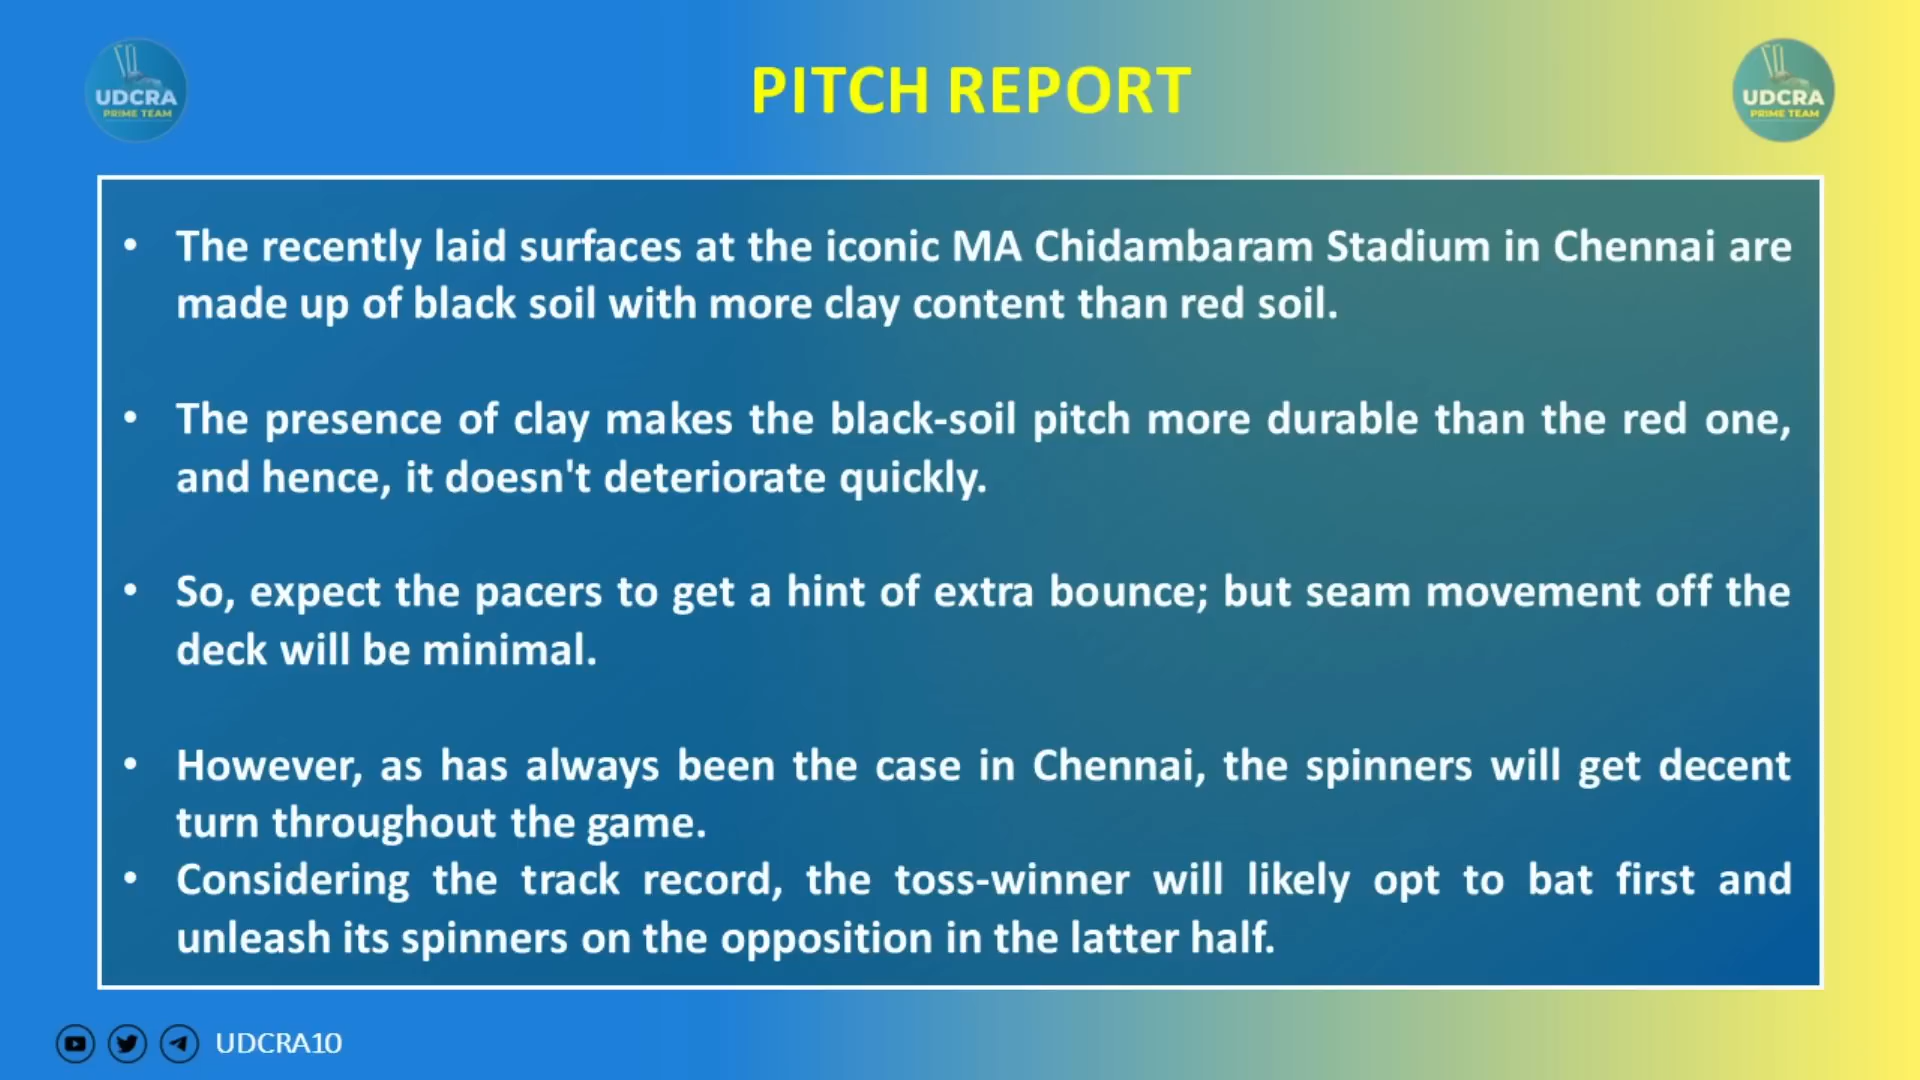 UDCRA
PRIME TEAM
PITCH REPORT
UDCRA
PRIME TEAM
• The recently laid surfaces at the iconic MA Chidambaram Stadium in Chennai are
made up of black soil with more clay content than red soil.
• The presence of clay makes the black-soil pitch more durable than the red one,
and hence, it doesn't deteriorate quickly.
• So, expect the pacers to get a hint of extra bounce; but seam movement off the
deck will be minimal.
• However, as has always been the case in Chennai, the spinners will get decent
turn throughout the game.
• Considering the track record, the toss-winner will likely opt to bat first and
unleash its spinners on the opposition in the latter half.
UDCRA10